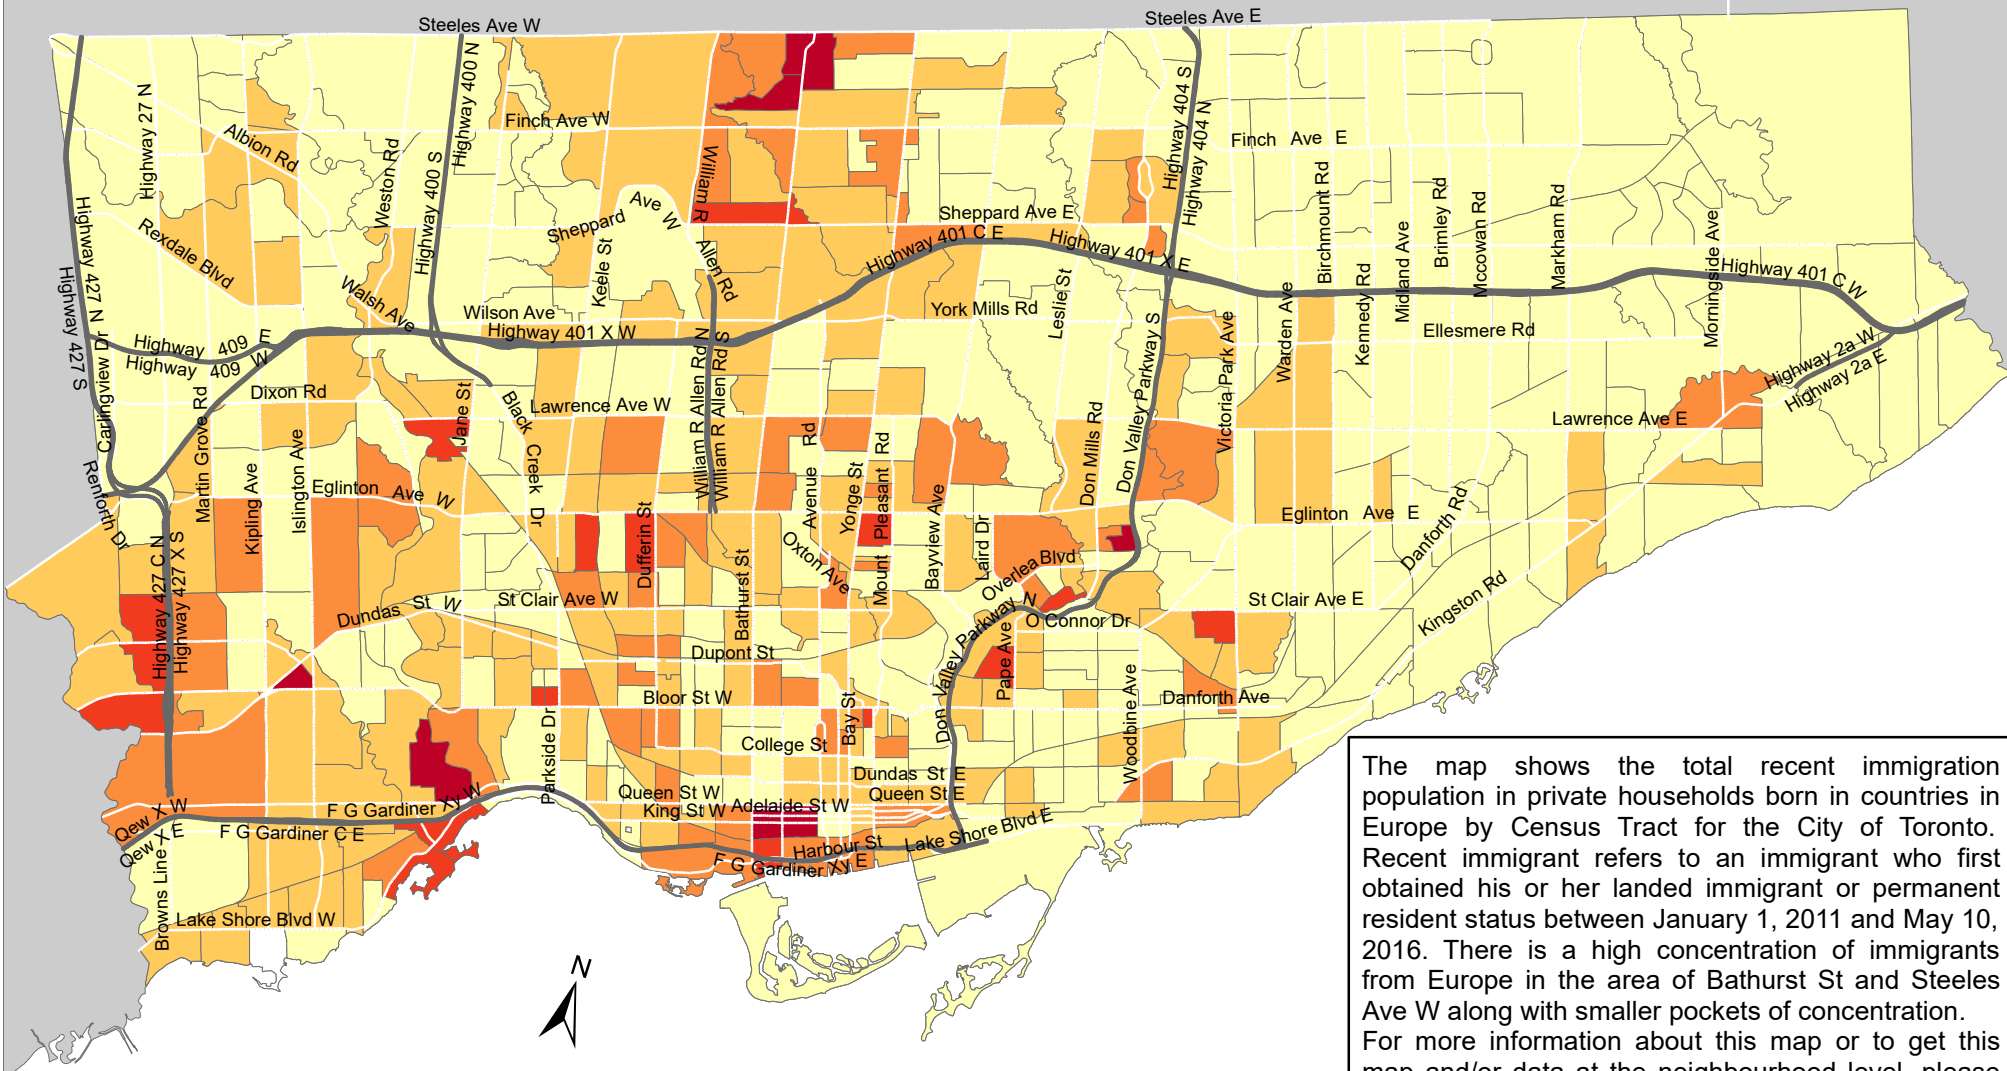 Steeles Ave W
Steeles Ave E
Highway 27 N
Albion Rd
Weston Rd
Highway 400 N
Highway 400 S
Finch Ave W
William R
Highway 404 S
Highway 404 N
Finch Ave E
Highway 427 N
Highway 427 S
Rexdale Blvd
Sheppard Ave W
Keele St
Allen Rd
Sheppard Ave E
Highway 401 C E
Highway 401 X E
Birchmount Rd
Midland Ave
Brimley Rd
Mccowan Rd
Markham Rd
Morningside Ave
Highway 401 C W
Walsh Ave
Wilson Ave
Highway 401 X W
York Mills Rd
Leslie St
Warden Ave
Kennedy Rd
Ellesmere Rd
Highway 409 E
Highway 409 W
Carlingview Dr
Martin Grove Rd
Dixon Rd
Jane St
Black Creek Dr
Lawrence Ave W
William R Allen Rd N
William R Allen Rd S
Don Valley Parkway S
Victoria Park Ave
Highway 2a W
Highway 2a E
Lawrence Ave E
Renforth Dr
Kipling Ave
Islington Ave
Eglinton Ave W
Avenue Rd
Yonge St
Mount Pleasant Rd
Bayview Ave
Laird Dr
Don Mills Rd
Eglinton Ave E
Danforth Rd
Highway 427 C N
Highway 427 X S
Dufferin St
Bathurst St
Oxton Ave
Overlea Blvd
Dundas St W
St Clair Ave W
St Clair Ave E
Kingston Rd
Don Valley Parkway N
O Connor Dr
Pape Ave
Dupont St
Bloor St W
Parkside Dr
Bay St
Woodbine Ave
Danforth Ave
College St
Dundas St E
Queen St W
Queen St E
King St W
Adelaide St W
Qew X W
Qew X E
F G Gardiner Xy W
F G Gardiner C E
Harbour St
Lake Shore Blvd E
F G Gardiner Xy E
Browns Line
Lake Shore Blvd W
N
The map shows the total recent immigration
population in private households born in countries in
Europe by Census Tract for the City of Toronto.
Recent immigrant refers to an immigrant who first
obtained his or her landed immigrant or permanent
resident status between January 1, 2011 and May 10,
2016. There is a high concentration of immigrants
from Europe in the area of Bathurst St and Steeles
Ave W along with smaller pockets of concentration.
For more information about this map or to get this
map and/or data at the neighbourhood level, please